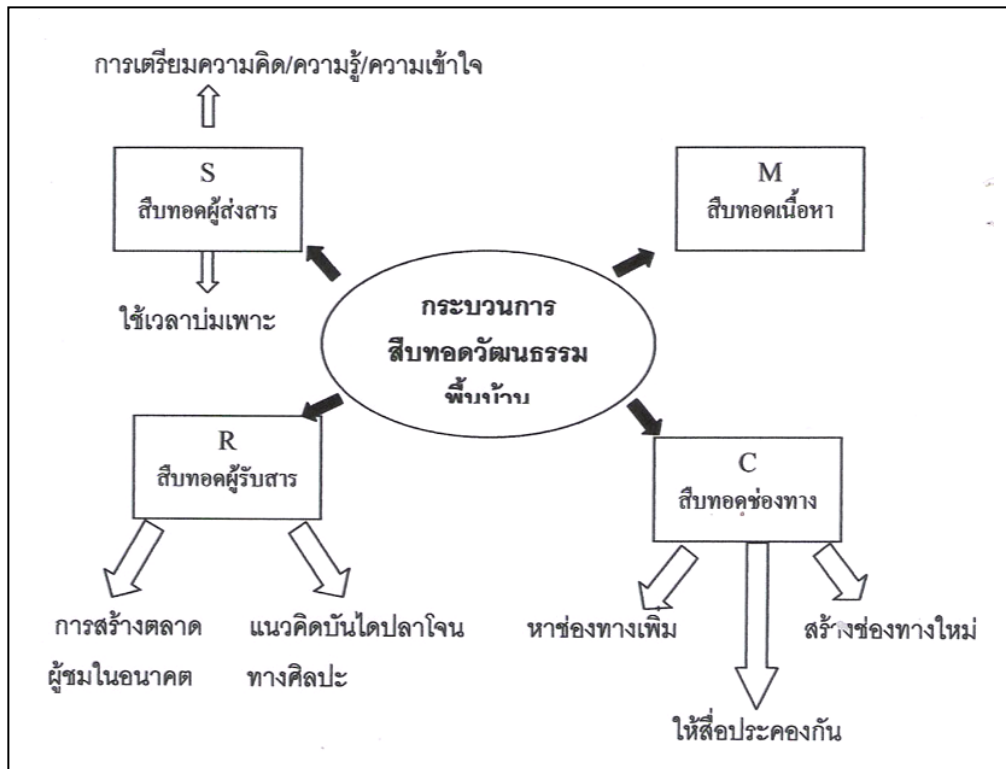 การเตรียมความคิด/ความรู้/ความเข้าใจ
S
สืบทอดผู้ส่งสาร
M
สืบทอดเนื้อหา
ใช้เวลาบ่มเพาะ
กระบวนการ
สืบทอดวัฒนธรรม
พื้นบ้าน
R
สืบทอดผู้รับสาร
C
สืบทอดช่องทาง
การสร้างตลาด
ผู้ชมในอนาคต
แนวคิดบันไดปลาโจน
ทางศิลปะ
หาช่องทางเพิ่ม
สร้างช่องทางใหม่
ให้สื่อประคองกัน